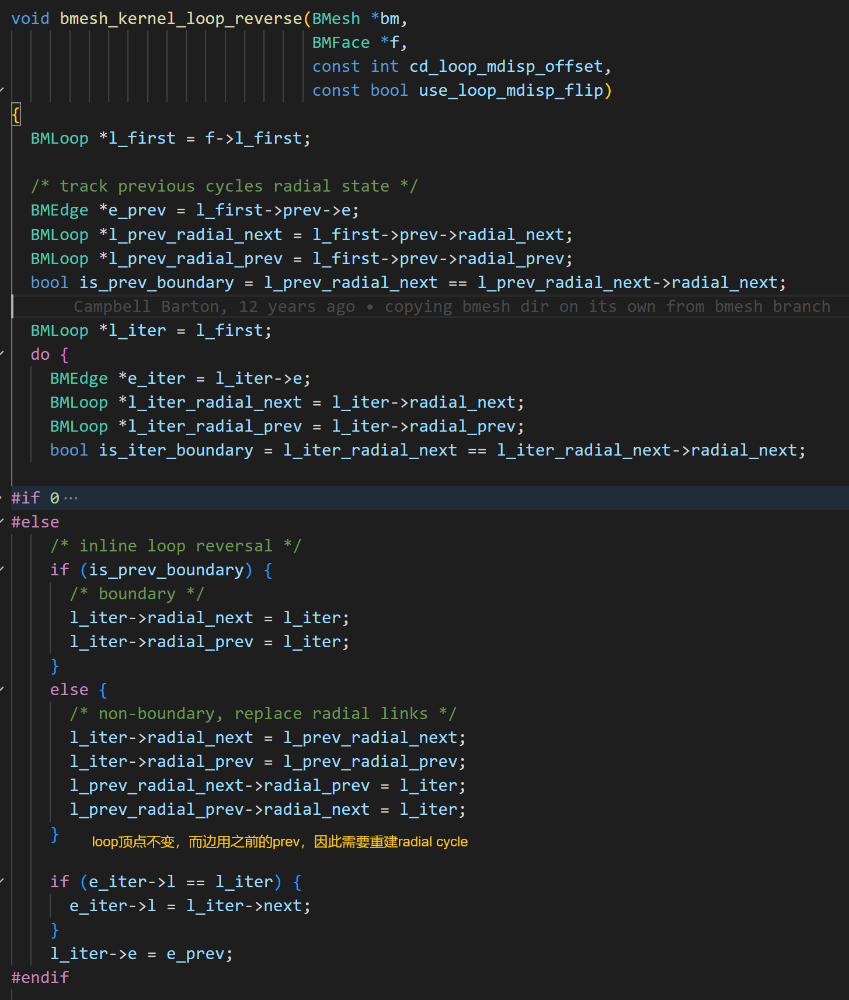 void bmesh_kernel_loop_reverse(BMesh *bm,
BMFace *f,
const int cd_loop_mdisp_offset,
const bool use_loop_mdisp_flip)
{
BMLoop *l_first = f->l_first;
/* track previous cycles radial state */
BMEdge *e_prev = l_first->prev->e;
BMLoop *l_prev_radial_next = l_first->prev->radial_next;
BMLoop *l_prev_radial_prev = l_first->prev->radial_prev;
bool is_prev_boundary = l_prev_radial_next == l_prev_radial_next->radial_next;
Campbell Barton, 12 years ago • copying bmesh dir on its own from bmesh branch
BMLoop *l_iter = l_first;
do {
BMEdge *e_iter = l_iter->e;
BMLoop *l_iter_radial_next = l_iter->radial_next;
BMLoop *l_iter_radial_prev = l_iter->radial_prev;
bool is_iter_boundary = l_iter_radial_next == l_iter_radial_next->radial_next;
#if 0 ···
#else
/* inline loop reversal */
if (is_prev_boundary) {
/* boundary */
l_iter->radial_next = l_iter;
l_iter->radial_prev = l_iter;
}
else {
/* non-boundary, replace radial links */
l_iter->radial_next = l_prev_radial_next;
l_iter->radial_prev = l_prev_radial_prev;
l_prev_radial_next->radial_prev = l_iter;
l_prev_radial_prev->radial_next = l_iter;
}
loop顶点不变，而边用之前的prev，因此需要重建radial cycle
if (e_iter->l == l_iter) {
e_iter->l = l_iter->next;
}
l_iter->e = e_prev;
#endif